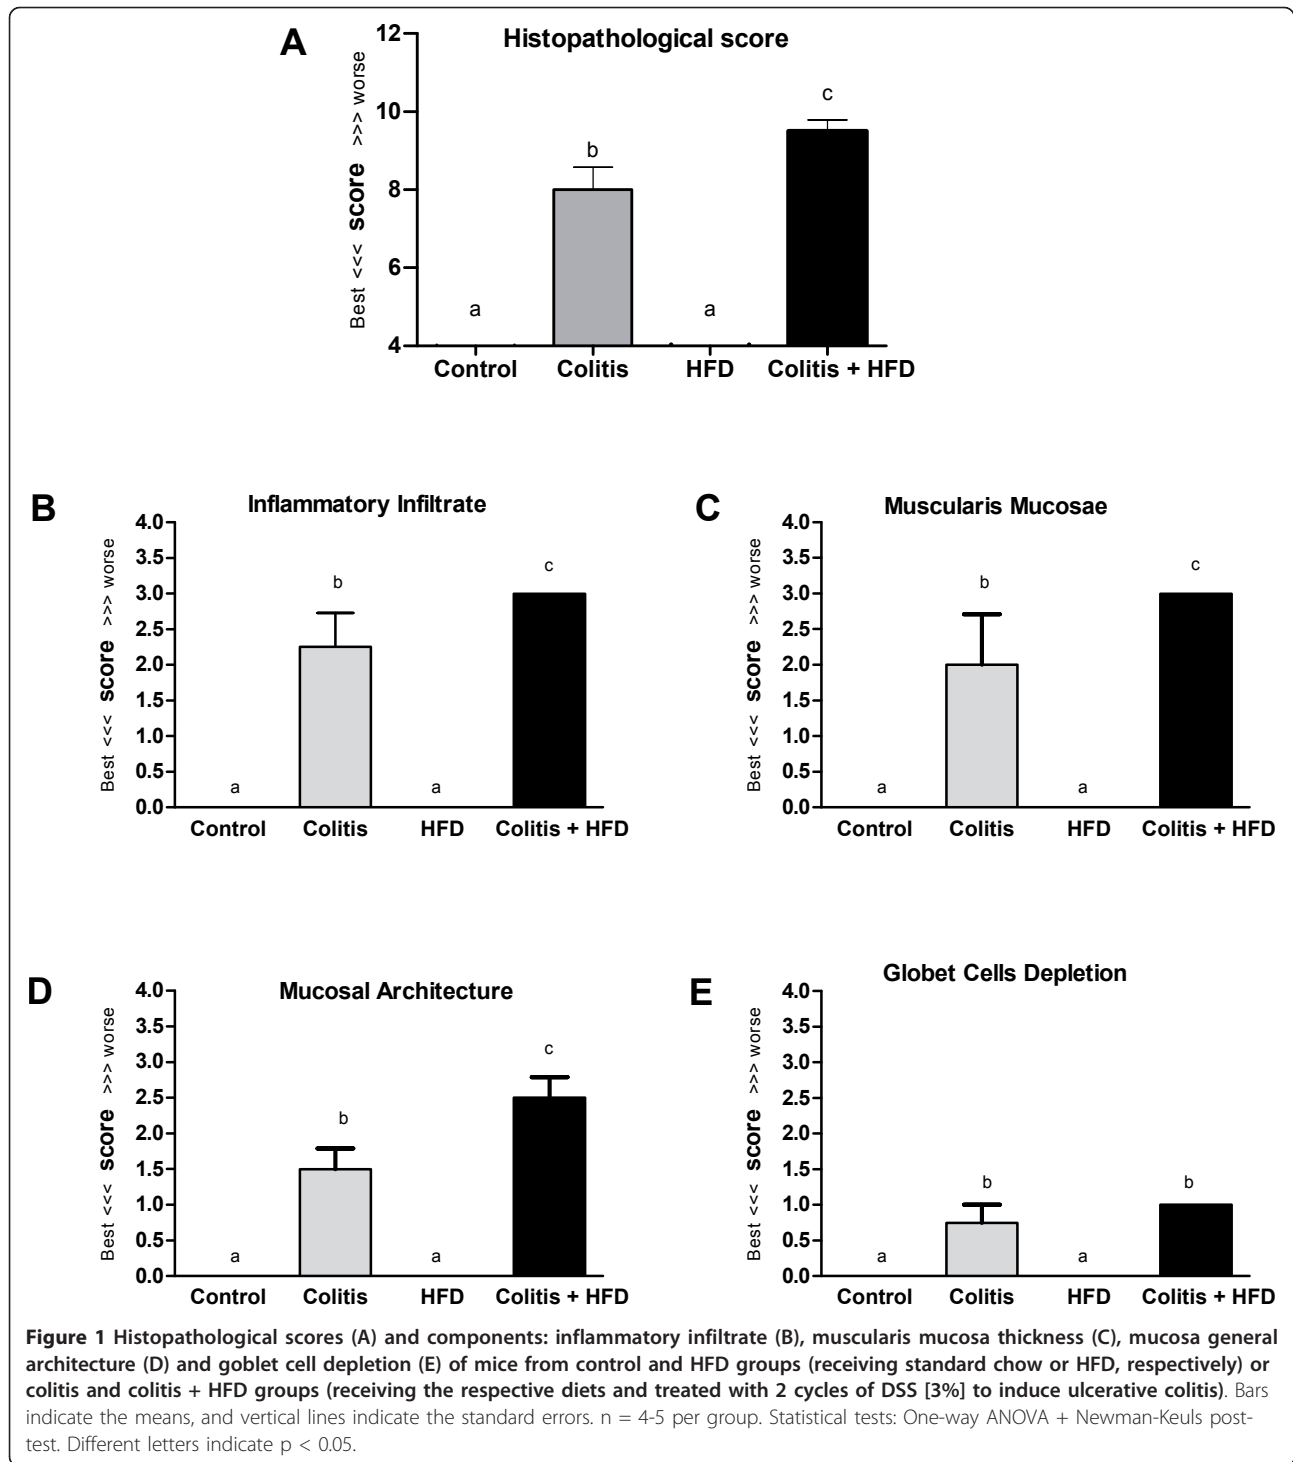 A
Histopathological score
Best <<< score >>> worse
12
10
8
6
4
a
b
a
c
Control
Colitis
HFD
Colitis + HFD
B
Inflammatory Infiltrate
Best <<< score >>> worse
4.0
3.5
3.0
2.5
2.0
1.5
1.0
0.5
0.0
a
b
a
c
Control
Colitis
HFD
Colitis + HFD
C
Muscularis Mucosae
Best <<< score >>> worse
4.0
3.5
3.0
2.5
2.0
1.5
1.0
0.5
0.0
a
b
a
c
Control
Colitis
HFD
Colitis + HFD
D
Mucosal Architecture
Best <<< score >>> worse
4.0
3.5
3.0
2.5
2.0
1.5
1.0
0.5
0.0
a
b
a
c
Control
Colitis
HFD
Colitis + HFD
E
Globet Cells Depletion
Best <<< score >>> worse
4.0
3.5
3.0
2.5
2.0
1.5
1.0
0.5
0.0
a
b
a
b
Control
Colitis
HFD
Colitis + HFD
Figure 1 Histopathological scores (A) and components: inflammatory infiltrate (B), muscularis mucosa thickness (C), mucosa general
architecture (D) and goblet cell depletion (E) of mice from control and HFD groups (receiving standard chow or HFD, respectively) or
colitis and colitis + HFD groups (receiving the respective diets and treated with 2 cycles of DSS [3%] to induce ulcerative colitis). Bars
indicate the means, and vertical lines indicate the standard errors. n = 4-5 per group. Statistical tests: One-way ANOVA + Newman-Keuls post-
test. Different letters indicate p < 0.05.